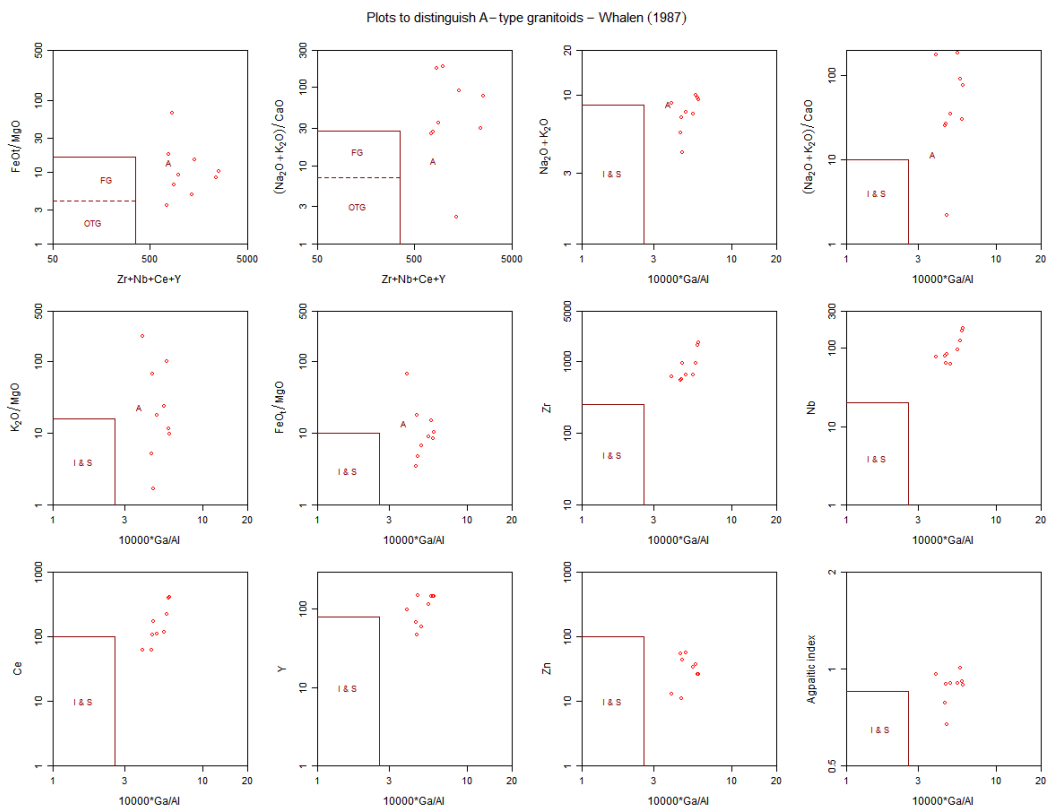 Plots to distinguish A−type granitoids − Whalen (1987)
500
100
30
10
3
1
FeOt/MgO
FG
OTG
A
50
500
5000
Zr+Nb+Ce+Y
300
100
30
10
3
1
(Na₂O + K₂O)/CaO
FG
OTG
A
50
500
5000
Zr+Nb+Ce+Y
20
10
3
1
Na₂O + K₂O
A
I & S
1
3
10
20
10000*Ga/Al
100
10
1
(Na₂O + K₂O)/CaO
A
I & S
1
3
10
20
10000*Ga/Al
500
100
10
1
K₂O/MgO
A
I & S
1
3
10
20
10000*Ga/Al
500
100
10
1
FeOₜ/MgO
A
I & S
1
3
10
20
10000*Ga/Al
5000
1000
100
10
Zr
I & S
1
3
10
20
10000*Ga/Al
300
100
20
10
1
Nb
I & S
1
3
10
20
10000*Ga/Al
1000
100
10
1
Ce
I & S
1
3
10
20
10000*Ga/Al
100
10
1
Y
I & S
1
3
10
20
10000*Ga/Al
1000
100
10
1
Zn
I & S
1
3
10
20
10000*Ga/Al
2
1
0.5
Agpaitic index
I & S
1
3
10
20
10000*Ga/Al